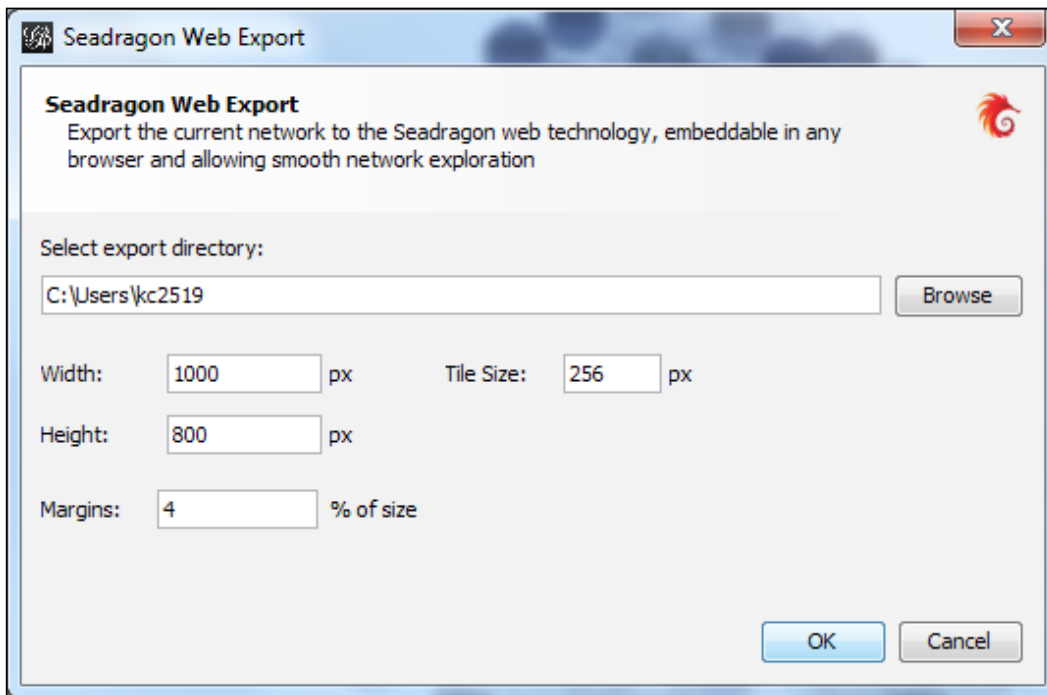 Seadragon Web Export
Seadragon Web Export
Export the current network to the Seadragon web technology, embeddable in any
browser and allowing smooth network exploration
Select export directory:
C:\Users\kc2519 Browse
Width: 1000 px Tile Size: 256 px
Height: 800 px
Margins: 4 % of size
OK Cancel